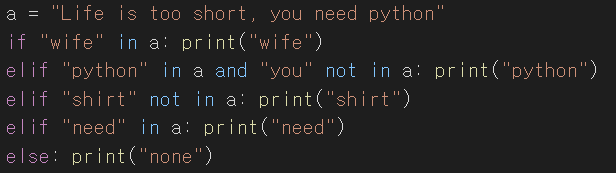 a = "Life is too short, you need python"
if "wife" in a: print("wife")
elif "python" in a and "you" not in a: print("python")
elif "shirt" not in a: print("shirt")
elif "need" in a: print("need")
else: print("none")